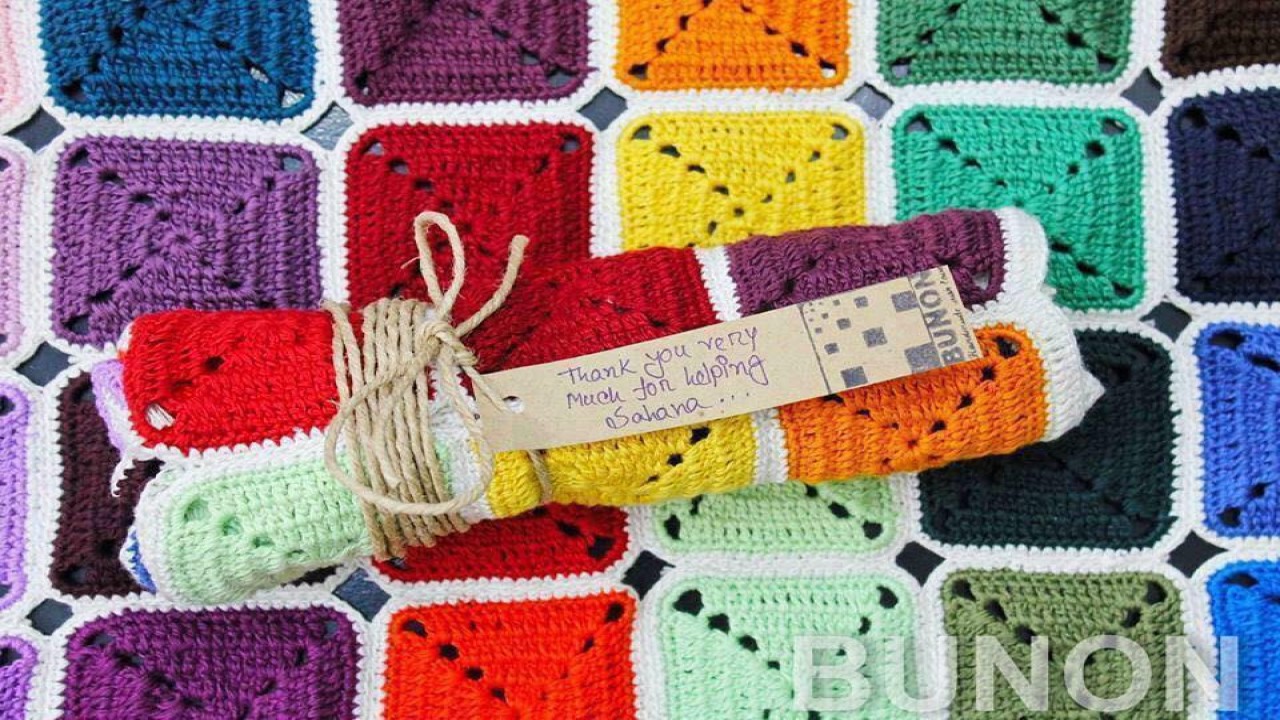 Thank you very
Much for helping
Sahana...
BUNON
BUNON